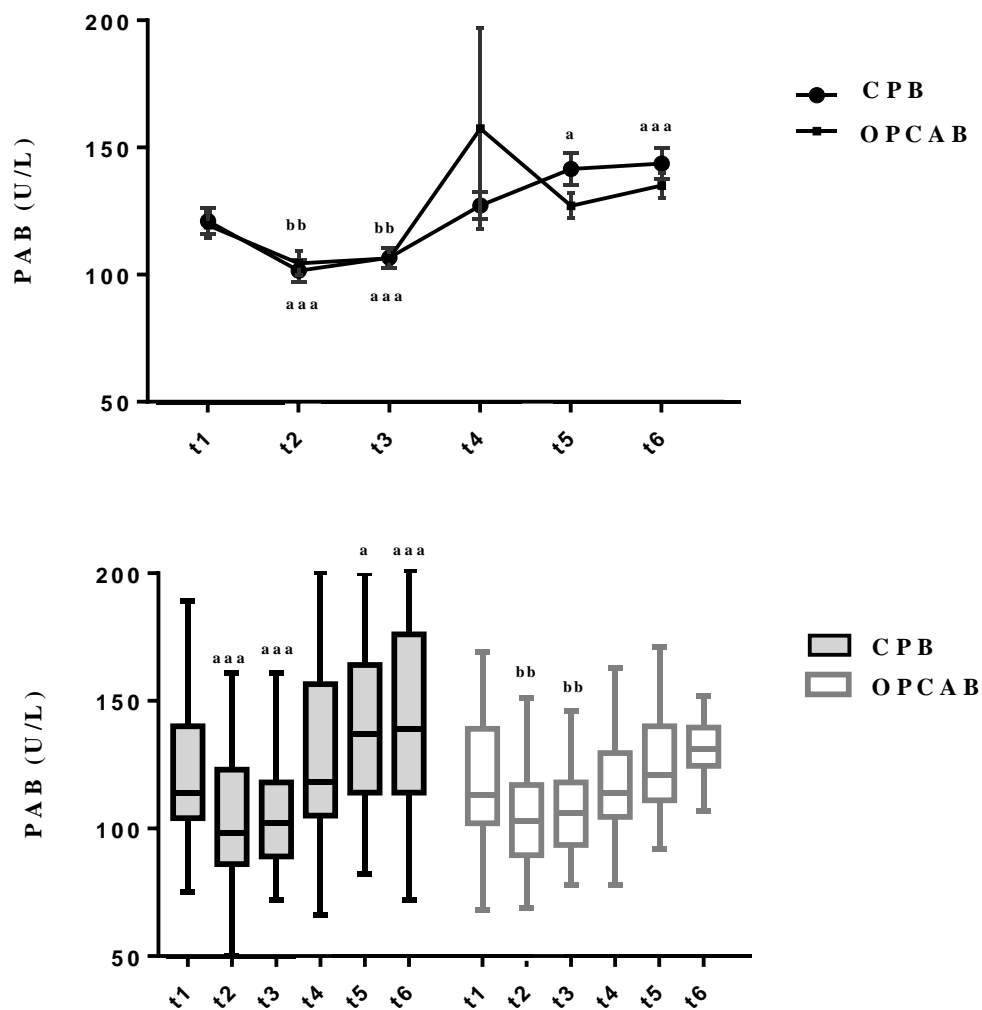 200
150
100
50
PAB (U/L)
CPB
OPCAB
a
aaa
bb
bb
aaa
aaa
t1 t2 t3 t4 t5 t6
200
150
100
50
PAB (U/L)
a aaa
aaa aaa
bb bb
CPB
OPCAB
t1 t2 t3 t4 t5 t6 t1 t2 t3 t4 t5 t6